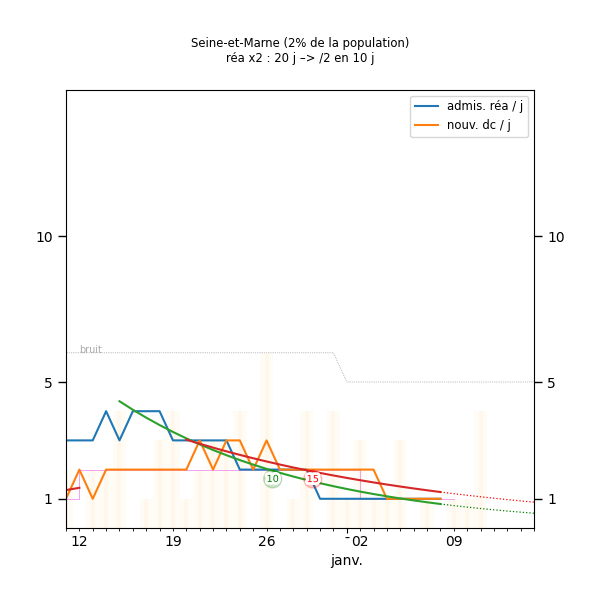 Seine-et-Marne (2% de la population)
réa x2 : 20 j –> /2 en 10 j
admis. réa / j
nouv. dc / j
10
10
bruit
5
5
10
15
1
1
12
19
26
02
09
janv.